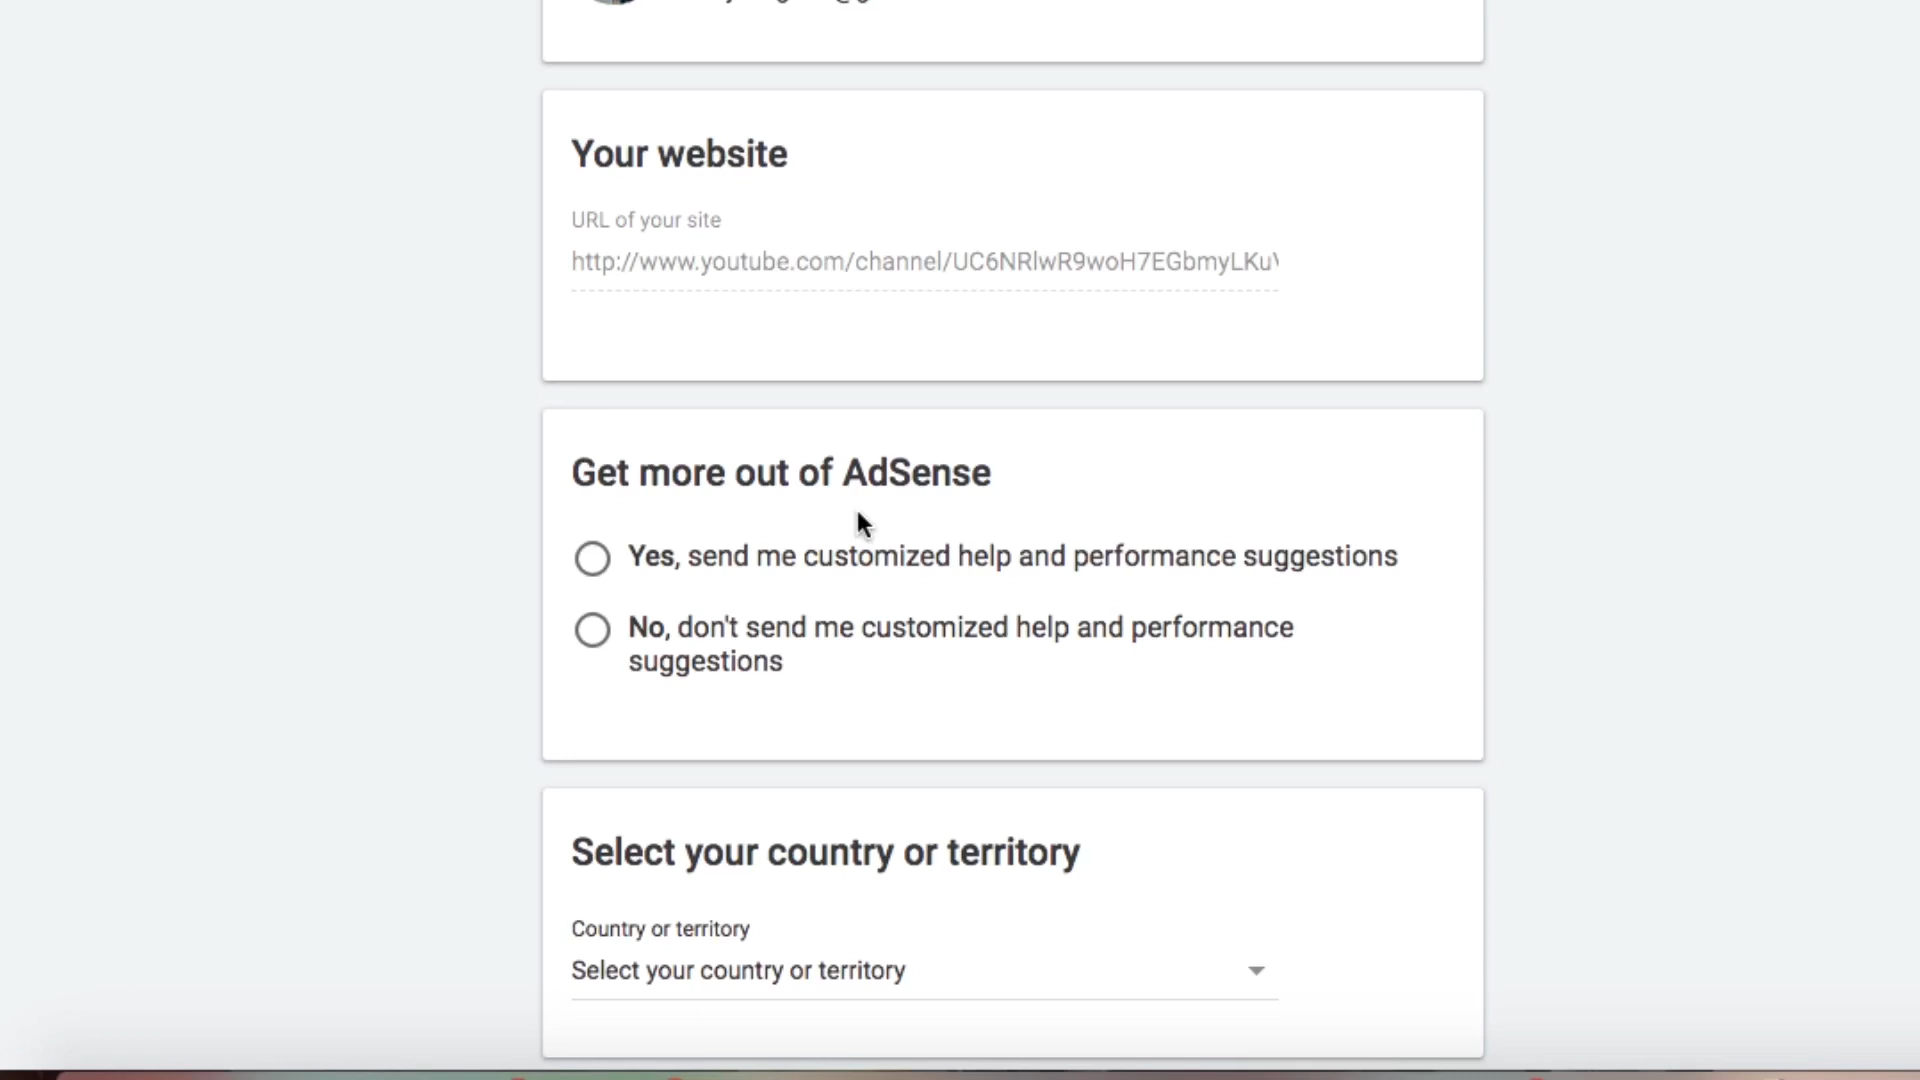 Your website
URL of your site
http://www.youtube.com/channel/UC6NRlwR9woH7EGbmyLKu
Get more out of AdSense
Yes, send me customized help and performance suggestions
No, don't send me customized help and performance
suggestions
Select your country or territory
Country or territory
Select your country or territory